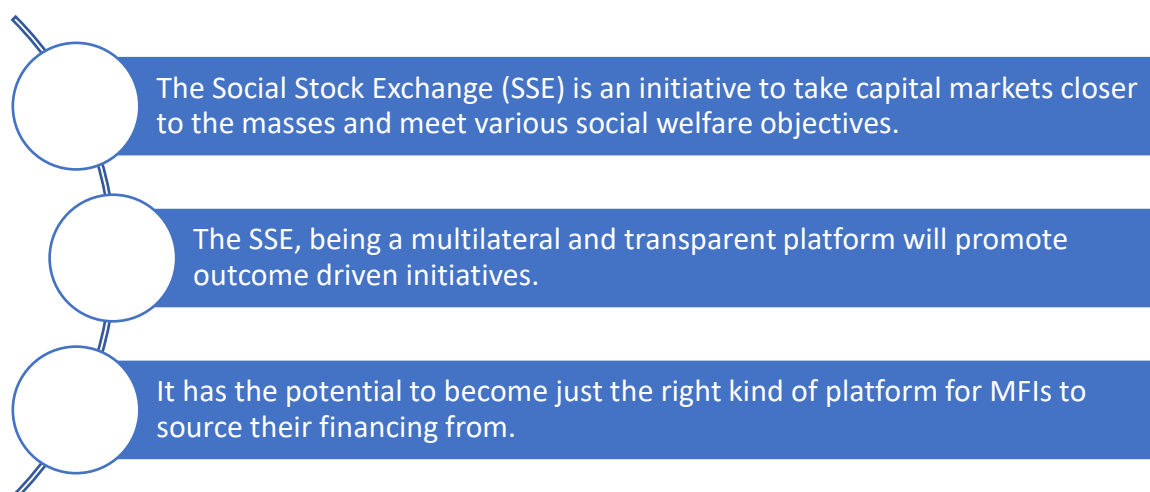 The Social Stock Exchange (SSE) is an initiative to take capital markets closer
to the masses and meet various social welfare objectives.
The SSE, being a multilateral and transparent platform will promote
outcome driven initiatives.
It has the potential to become just the right kind of platform for MFIs to
source their financing from.